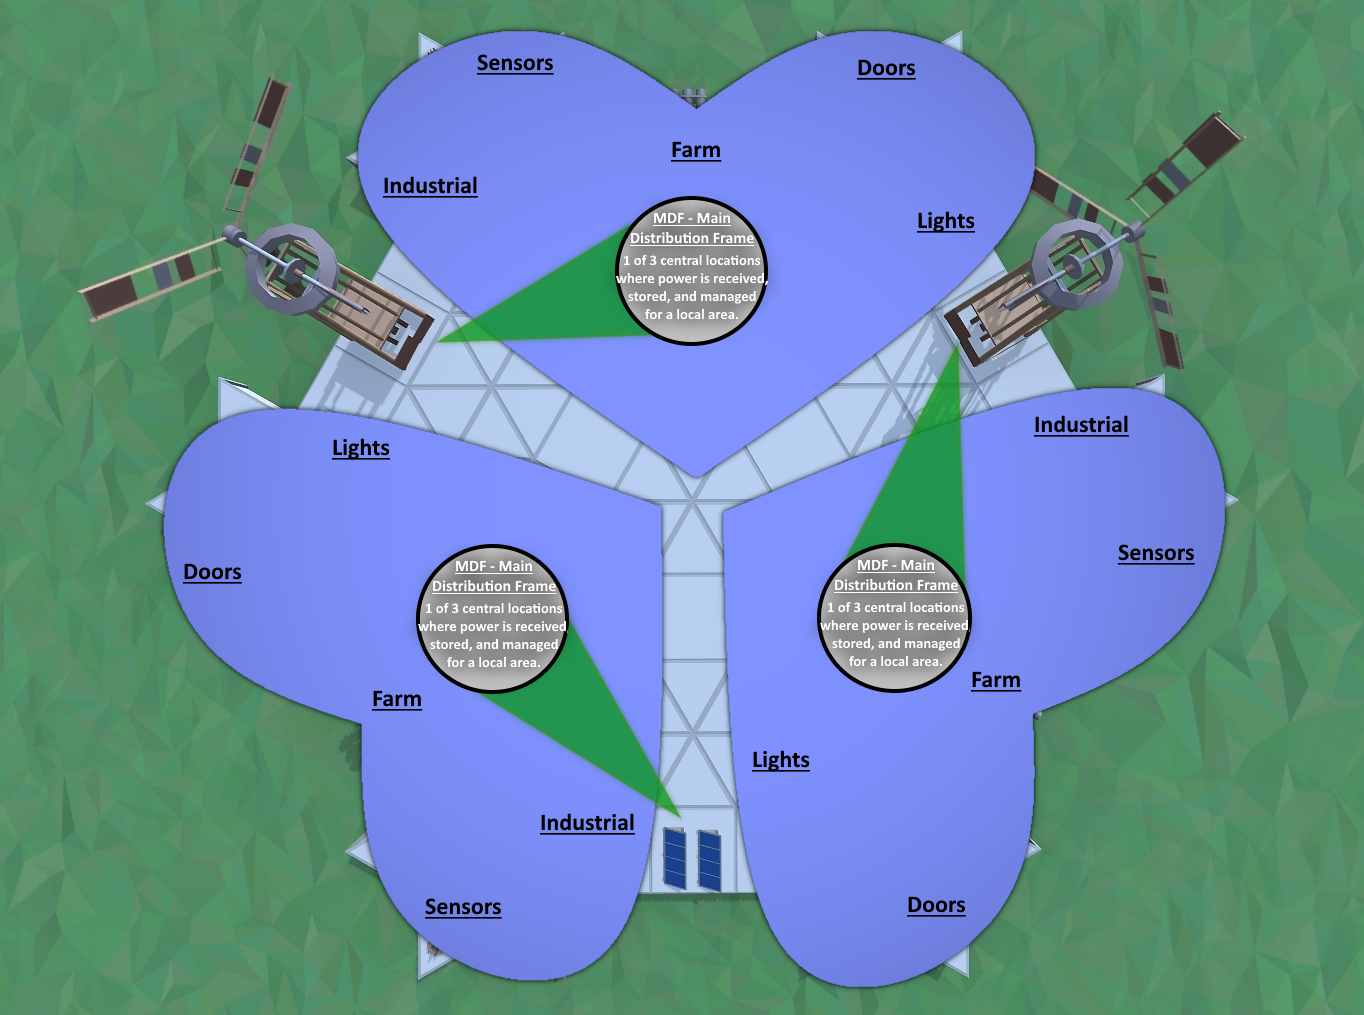 Sensors
Doors
Farm
Industrial
Lights
MDF - Main
Distribution Frame
1 of 3 central locations
where power is received,
stored, and managed
for a local area.
Lights
Doors
MDF - Main
Distribution Frame
1 of 3 central locations
where power is received,
stored, and managed
for a local area.
Farm
Industrial
Sensors
Industrial
Sensors
MDF - Main
Distribution Frame
1 of 3 central locations
where power is received,
stored, and managed
for a local area.
Farm
Lights
Doors